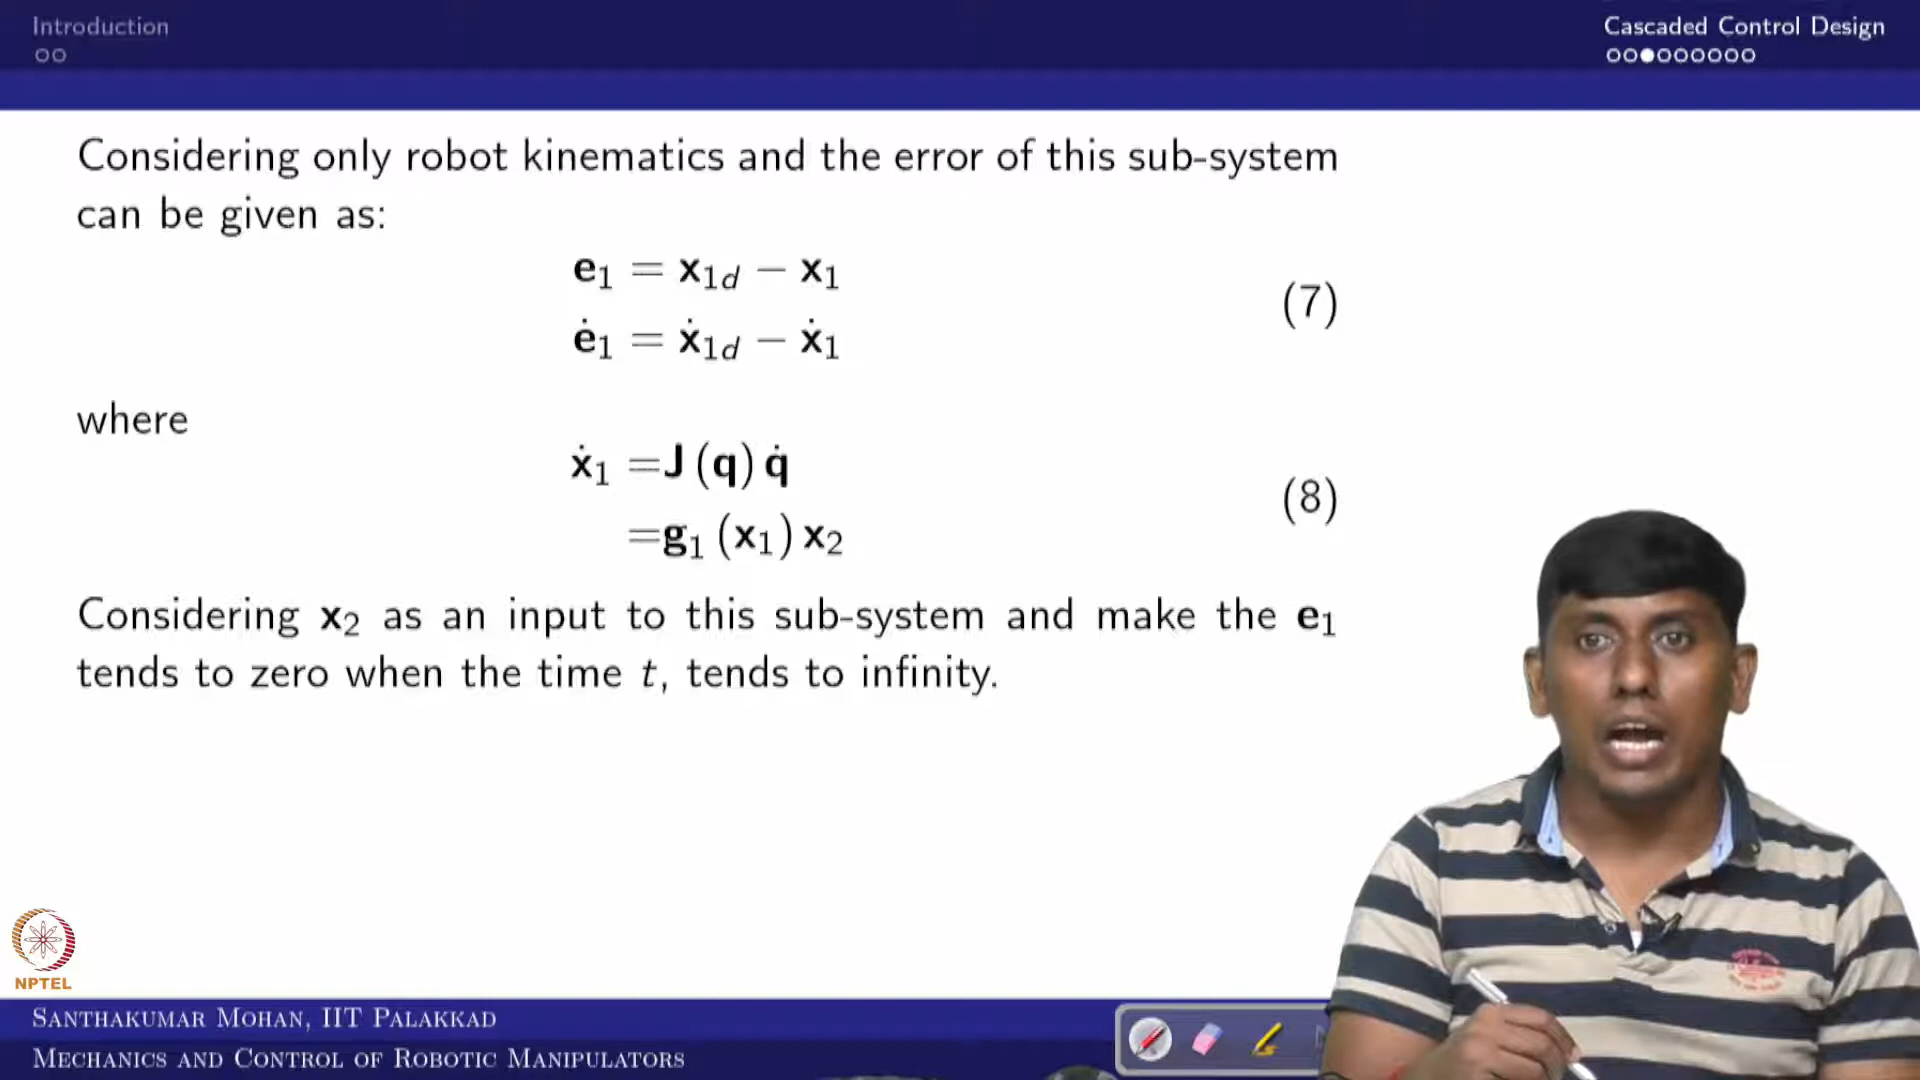 Introduction
Cascaded Control Design
Considering only robot kinematics and the error of this sub-system
can be given as:
e₁ = x₁d − x₁
(7)
ė₁ = ẋ₁d − ẋ₁
where
ẋ₁ =J (q) q̇
(8)
=g₁ (x₁) x₂
Considering x₂ as an input to this sub-system and make the e₁
tends to zero when the time t, tends to infinity.
NPTEL
Santhakumar Mohan, IIT Palakkad
Mechanics and Control of Robotic Manipulators